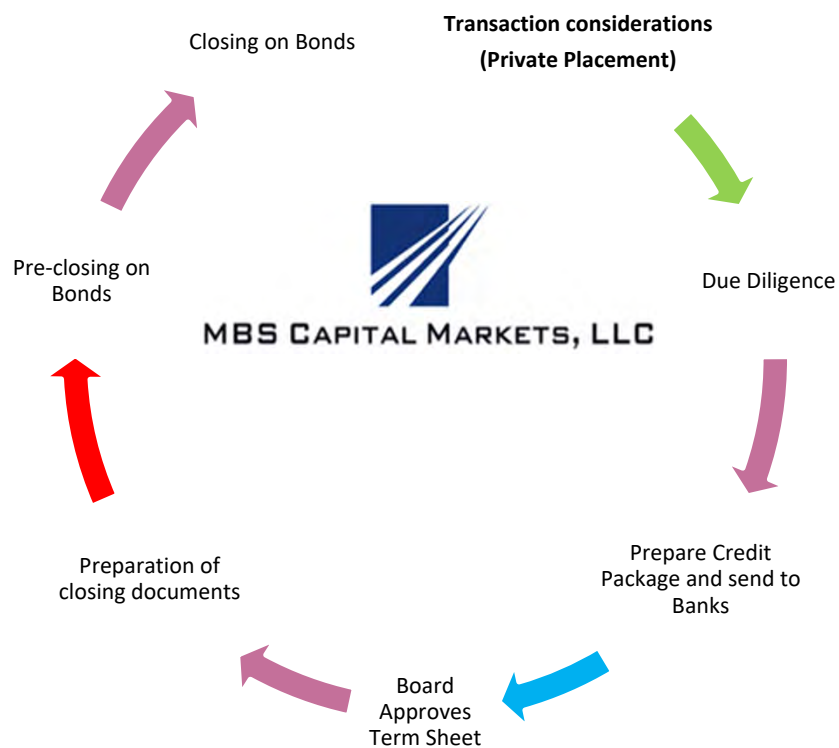 Transaction considerations
(Private Placement)
Due Diligence
Prepare Credit
Package and send to
Banks
Board
Approves
Term Sheet
Preparation of
closing documents
Pre-closing on
Bonds
Closing on Bonds
MBS CAPITAL MARKETS, LLC